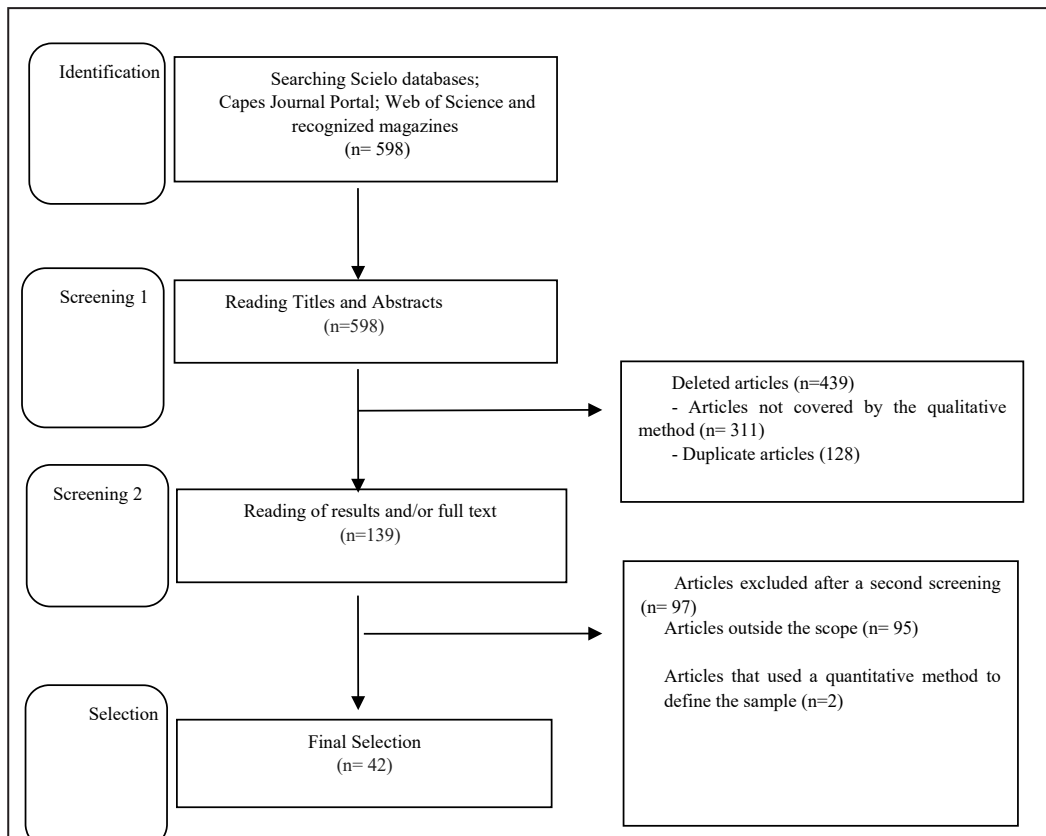 Identification
Searching Scielo databases;
Capes Journal Portal; Web of Science and
recognized magazines
(n= 598)
Screening 1
Reading Titles and Abstracts
(n=598)
Deleted articles (n=439)
- Articles not covered by the qualitative
method (n= 311)
- Duplicate articles (128)
Screening 2
Reading of results and/or full text
(n=139)
Articles excluded after a second screening
(n= 97)
Articles outside the scope (n= 95)
Articles that used a quantitative method to
define the sample (n=2)
Selection
Final Selection
(n= 42)